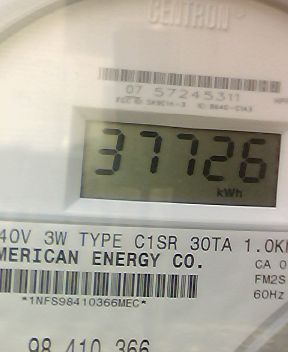 CENTRON
07 57245311
37726
kWh
40V 3W TYPE C1SR 30TA 1.0K
MERICAN ENERGY CO.
CA 0
FM2S
60Hz
*1NFS98410366MEC*
98 410 366